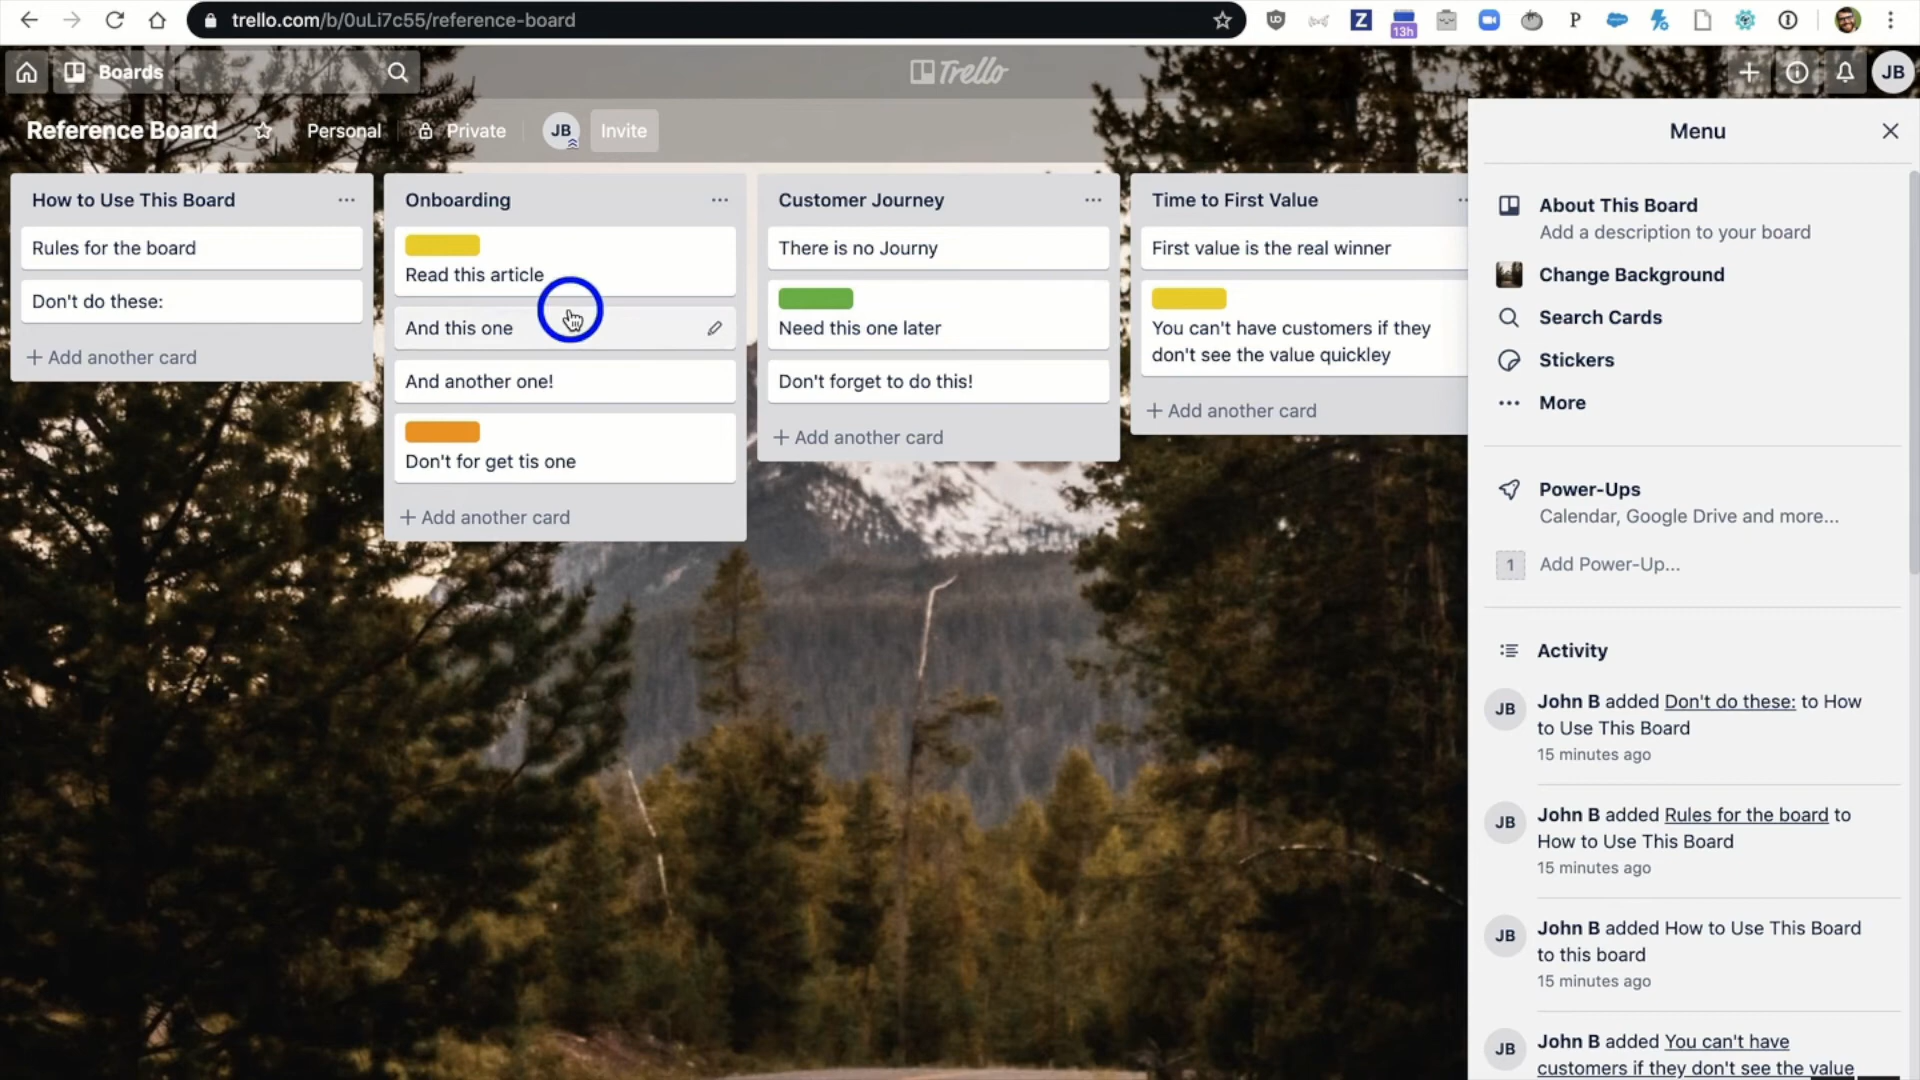 trello.com/b/0uLi7c55/reference-board
13h
Boards
Trello
JB
Reference Board
Personal
Private
JB
Invite
Menu
How to Use This Board
Rules for the board
Don't do these:
+ Add another card
Onboarding
Read this article
And this one
And another one!
Don't for get tis one
+ Add another card
Customer Journey
There is no Journy
Need this one later
Don't forget to do this!
+ Add another card
Time to First Value
First value is the real winner
You can't have customers if they
don't see the value quickley
+ Add another card
About This Board
Add a description to your board
Change Background
Search Cards
Stickers
More
Power-Ups
Calendar, Google Drive and more...
1
Add Power-Up...
Activity
JB
John B added Don't do these: to How
to Use This Board
15 minutes ago
JB
John B added Rules for the board to
How to Use This Board
15 minutes ago
JB
John B added How to Use This Board
to this board
15 minutes ago
JB
John B added You can't have
customers if they don't see the value